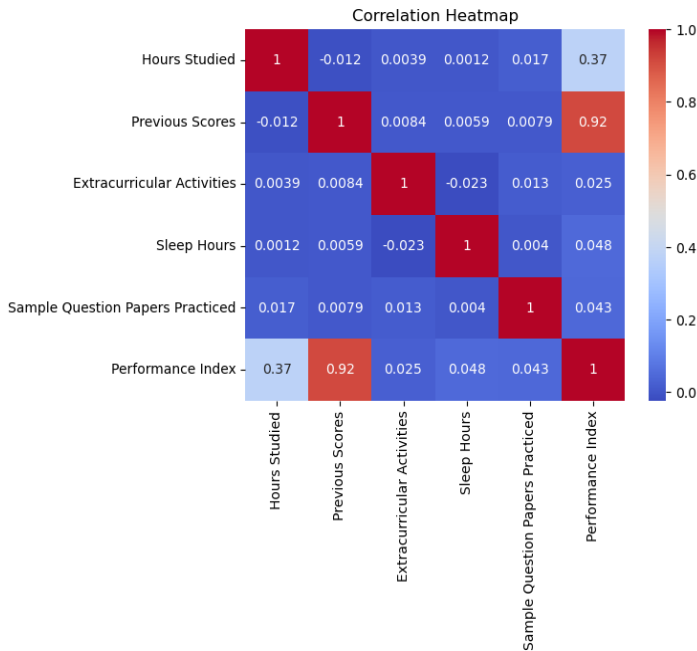 Correlation Heatmap
Hours Studied 1 -0.012 0.0039 0.0012 0.017 0.37
Previous Scores -0.012 1 0.0084 0.0059 0.0079 0.92
Extracurricular Activities 0.0039 0.0084 1 -0.023 0.013 0.025
Sleep Hours 0.0012 0.0059 -0.023 1 0.004 0.048
Sample Question Papers Practiced 0.017 0.0079 0.013 0.004 1 0.043
Performance Index 0.37 0.92 0.025 0.048 0.043 1
Hours Studied
Previous Scores
Extracurricular Activities
Sleep Hours
Sample Question Papers Practiced
Performance Index
1.0
0.8
0.6
0.4
0.2
0.0